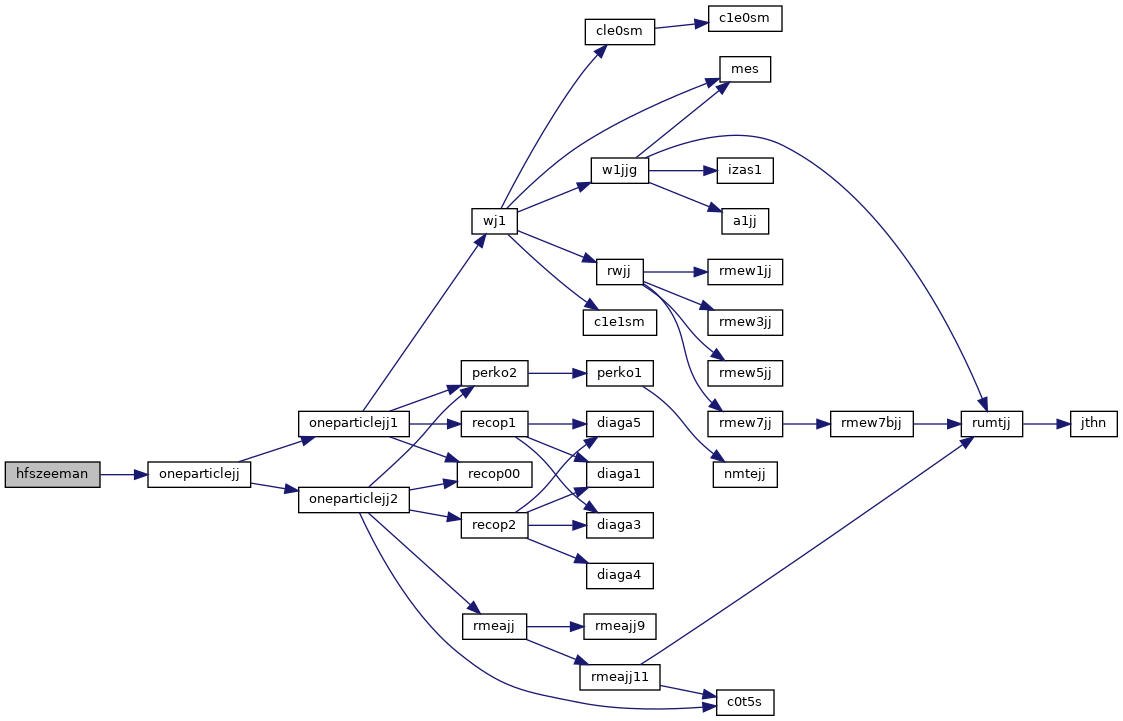 c1e0sm
cle0sm
mes
w1jjg
izas1
a1jj
wj1
rwjj
rmew1jj
c1e1sm
rmew3jj
perko2
perko1
rmew5jj
oneparticlejj1
recop1
diaga5
rmew7jj
rmew7bjj
rumtjj
jthn
hfszeeman
oneparticlejj
recop00
diaga1
nmtejj
oneparticlejj2
recop2
diaga3
diaga4
rmeajj
rmeajj9
rmeajj11
c0t5s